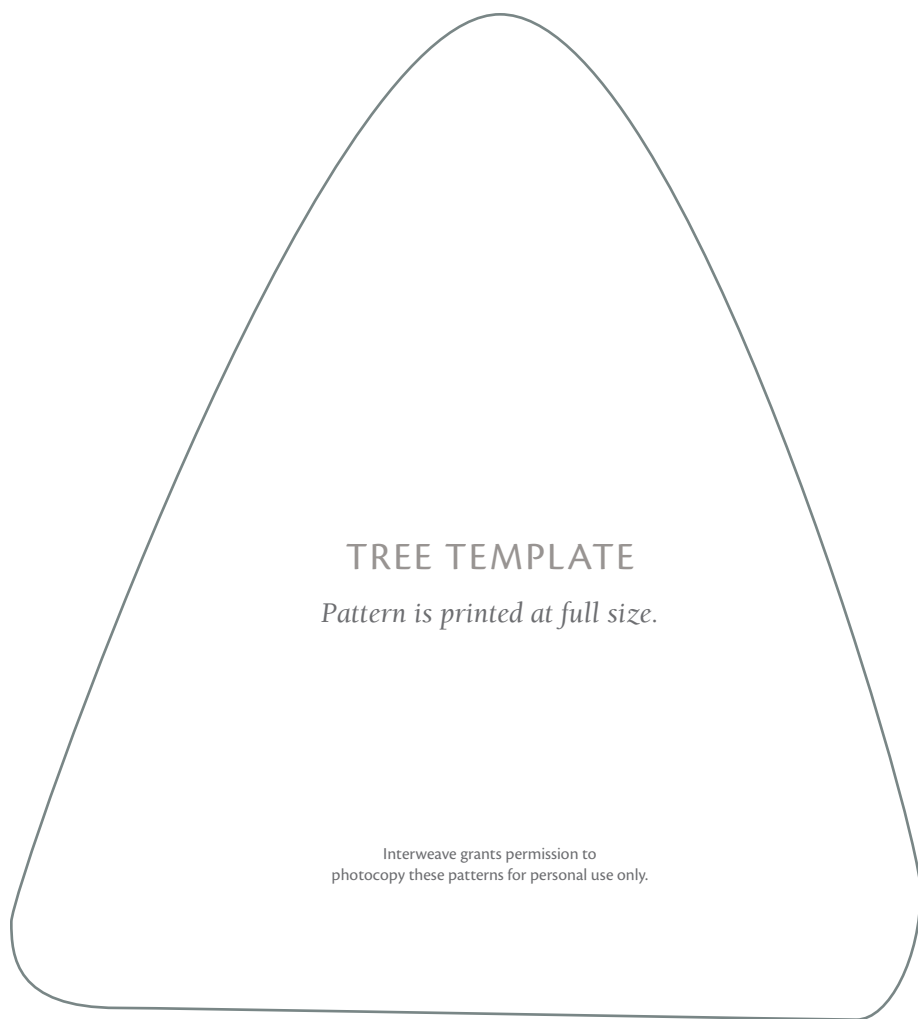 TREE TEMPLATE
Pattern is printed at full size.
Interweave grants permission to
photocopy these patterns for personal use only.